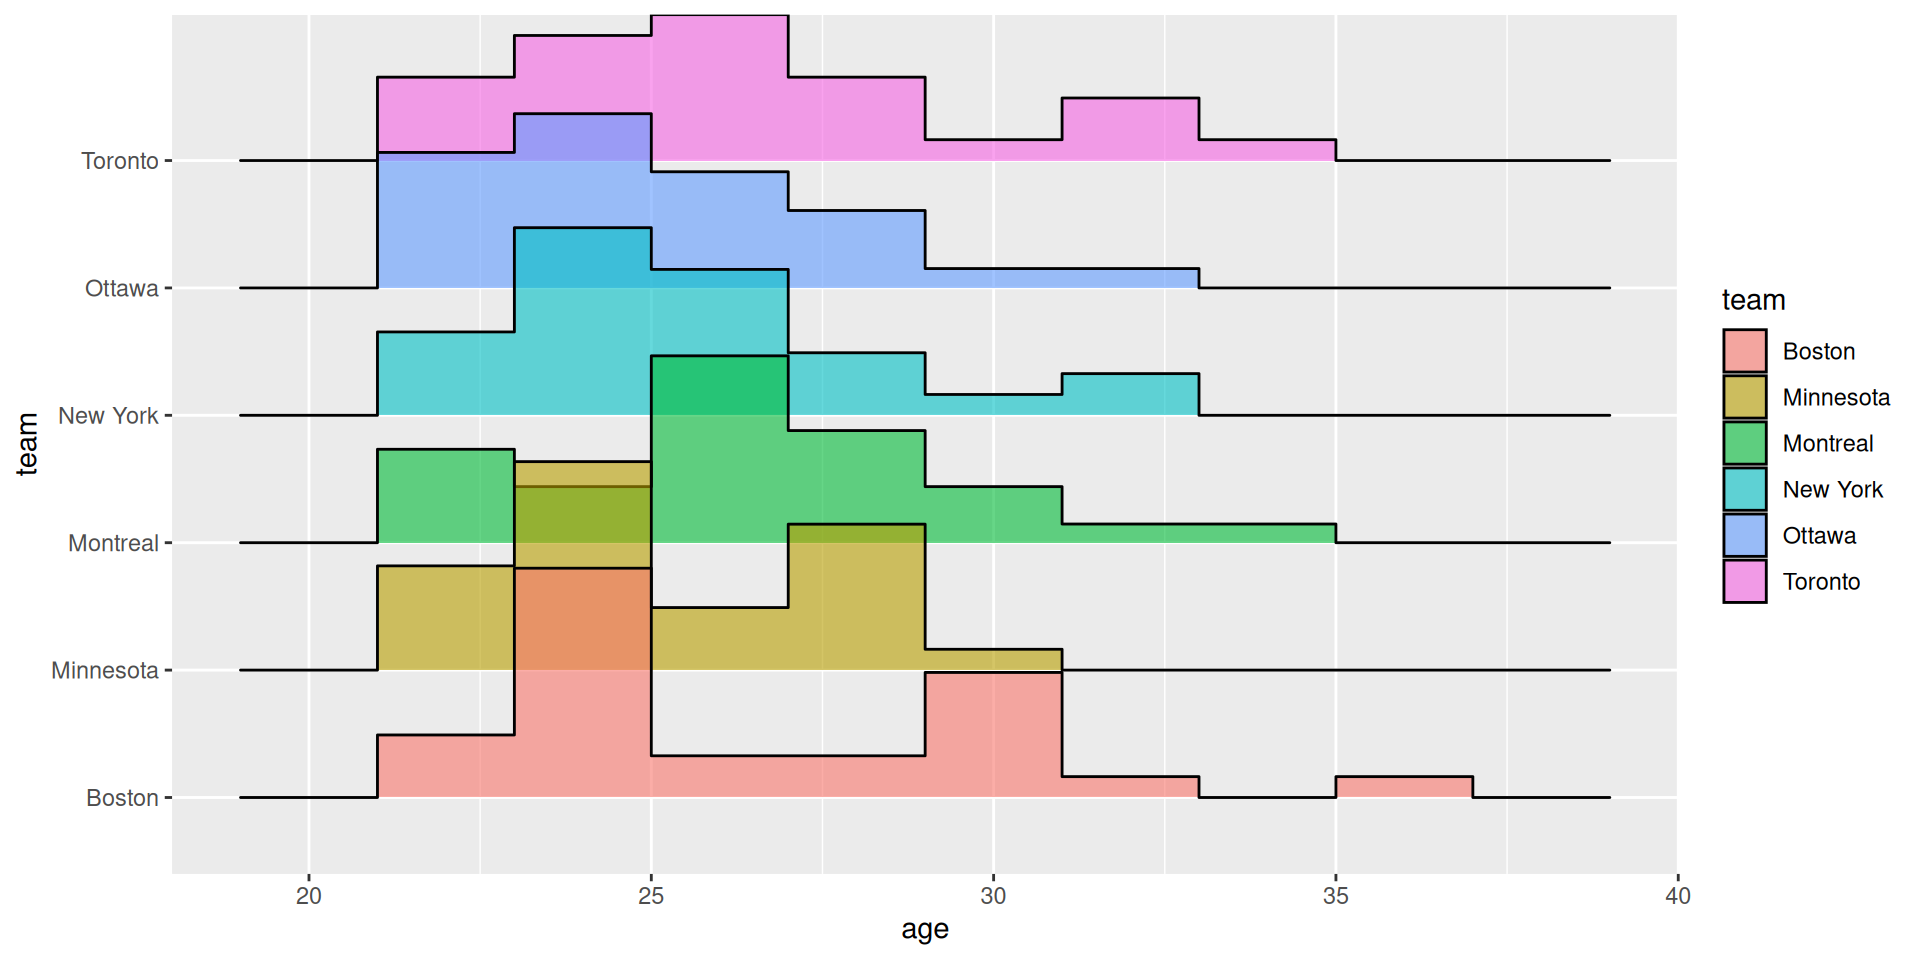 Toronto
Ottawa
New York
Montreal
Minnesota
Boston
team
20 25 30 35 40
age
team
Boston
Minnesota
Montreal
New York
Ottawa
Toronto